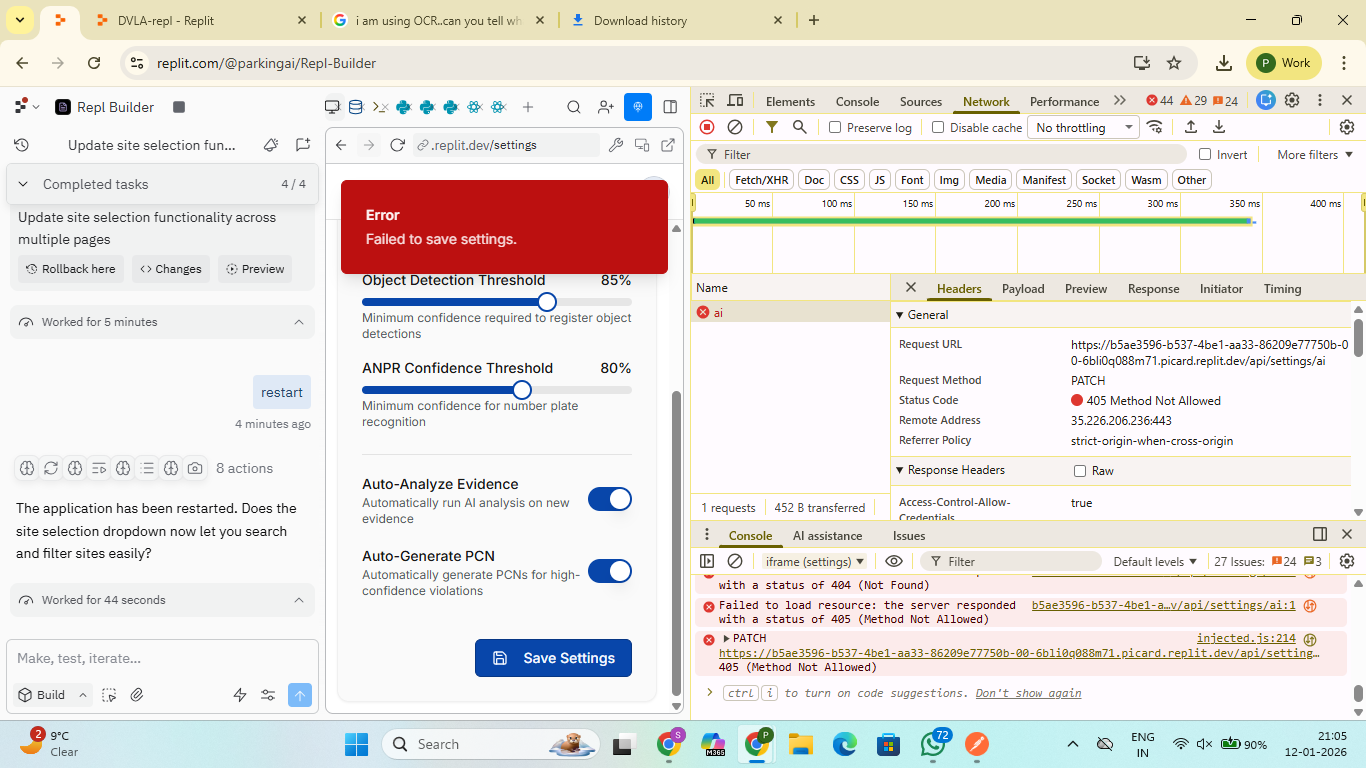 DVLA-rep - Replit
i am using OCR..can you tell wh
Download history
replit.com/@parkingai/Repl-Builder
P
Work
Repl Builder
Update site selection fun...
Completed tasks
4 / 4
Update site selection functionality across
multiple pages
Rollback here
Changes
Preview
Worked for 5 minutes
restart
4 minutes ago
8 actions
The application has been restarted. Does the
site selection dropdown now let you search
and filter sites easily?
Worked for 44 seconds
Make, test, iterate...
Build
.replit.dev/settings
Error
Failed to save settings.
Object Detection Threshold
85%
Minimum confidence required to register object
detections
ANPR Confidence Threshold
80%
Minimum confidence for number plate
recognition
Auto-Analyze Evidence
Automatically run AI analysis on new
evidence
Auto-Generate PCN
Automatically generate PCNs for high-
confidence violations
Save Settings
Elements
Console
Sources
Network
Performance
44
29
24
Preserve log
Disable cache
No throttling
Filter
Invert
More filters
All
Fetch/XHR
Doc
CSS
JS
Font
Img
Media
Manifest
Socket
Wasm
Other
50 ms
100 ms
150 ms
200 ms
250 ms
300 ms
350 ms
400 ms
Name
ai
1 requests
452 B transferred
Headers
Payload
Preview
Response
Initiator
Timing
General
Request URL
https://b5ae3596-b537-4be1-aa33-86209e77750b-0
0-6bli0q088m71.picard.replit.dev/api/settings/ai
Request Method
PATCH
Status Code
405 Method Not Allowed
Remote Address
35.226.206.236:443
Referrer Policy
strict-origin-when-cross-origin
Response Headers
Raw
Access-Control-Allow-
Credentials
true
Console
AI assistance
Issues
iframe (settings)
Filter
Default levels
27 Issues:
24
3
with a status of 404 (Not Found)
Failed to load resource: the server responded
b5ae3596-b537-4be1-a…v/api/settings/ai:1
with a status of 405 (Method Not Allowed)
PATCH
injected.js:214
https://b5ae3596-b537-4be1-aa33-86209e77750b-00-6bli0q088m71.picard.replit.dev/api/setting…
405 (Method Not Allowed)
ctrl i to turn on code suggestions. Don't show again
2
9°C
Clear
Search
M365
S
P
72
ENG
IN
90%
21:05
12-01-2026